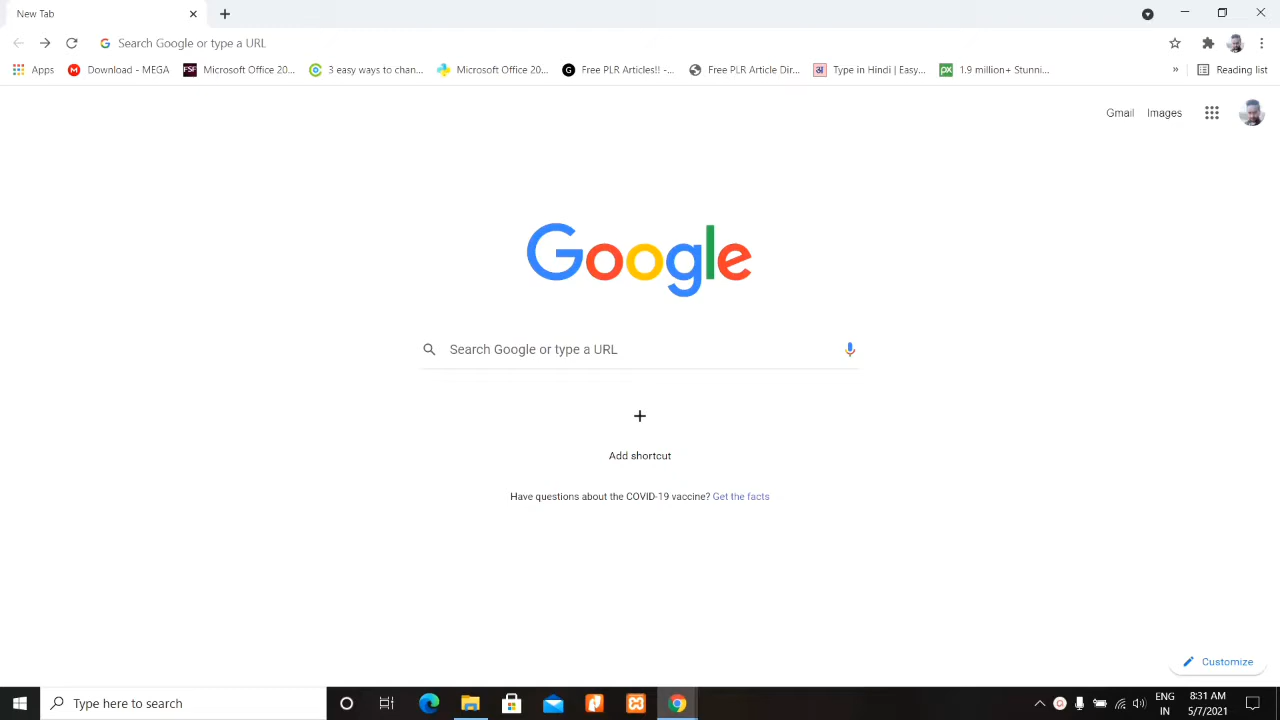 New Tab
Search Google or type a URL
Apps Download - MEGA FSF Microsoft Office 20... 3 easy ways to chan... Microsoft Office 20... G Free PLR Articles!! -... Free PLR Article Dir... अ Type in Hindi | Easy... px 1.9 million+ Stunni... » Reading list
Gmail Images
Google
Search Google or type a URL
Add shortcut
Have questions about the COVID-19 vaccine? Get the facts
Customize
Type here to search
ENG 8:31 AM
IN 5/7/2021